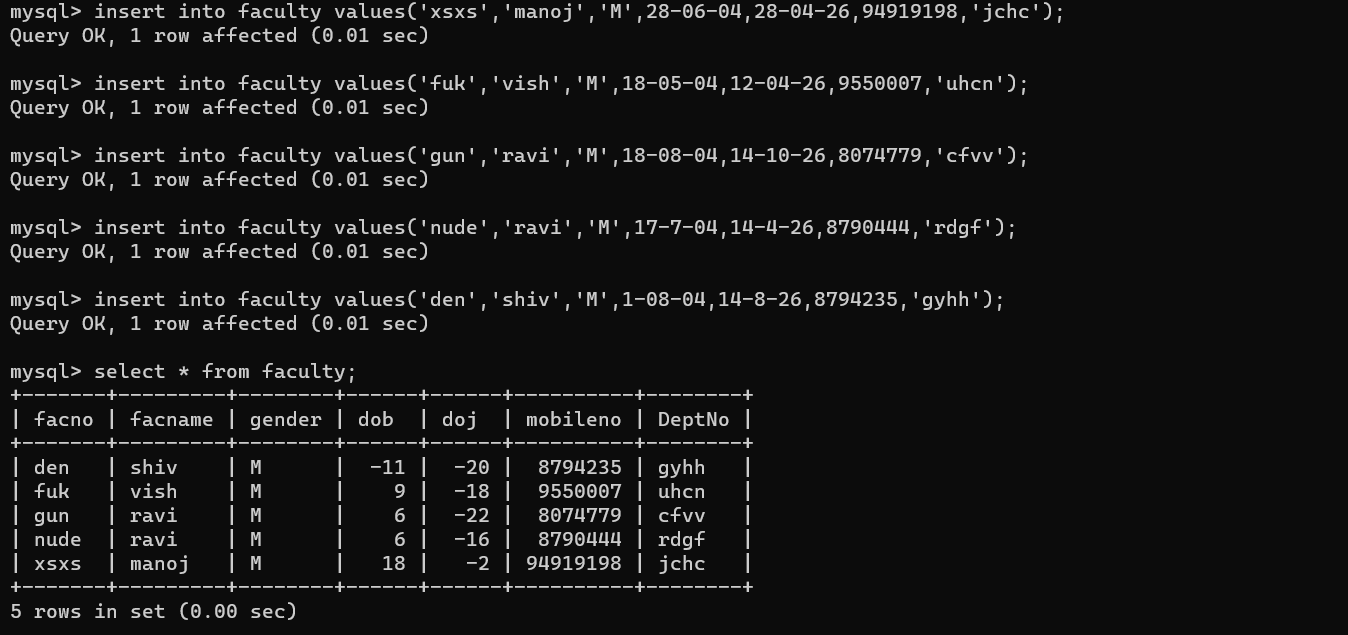 mysql> insert into faculty values('xsxs','manoj','M',28-06-04,28-04-26,94919198,'jchc');
Query OK, 1 row affected (0.01 sec)

mysql> insert into faculty values('fuk','vish','M',18-05-04,12-04-26,9550007,'uhcn');
Query OK, 1 row affected (0.01 sec)

mysql> insert into faculty values('gun','ravi','M',18-08-04,14-10-26,8074779,'cfvv');
Query OK, 1 row affected (0.01 sec)

mysql> insert into faculty values('nude','ravi','M',17-7-04,14-4-26,8790444,'rdgf');
Query OK, 1 row affected (0.01 sec)

mysql> insert into faculty values('den','shiv','M',1-08-04,14-8-26,8794235,'gyhh');
Query OK, 1 row affected (0.01 sec)

mysql> select * from faculty;
+-------+---------+--------+------+------+----------+--------+
| facno | facname | gender | dob  | doj  | mobileno | DeptNo |
+-------+---------+--------+------+------+----------+--------+
| den   | shiv    | M      |  -11 |  -20 |  8794235 | gyhh   |
| fuk   | vish    | M      |    9 |  -18 |  9550007 | uhcn   |
| gun   | ravi    | M      |    6 |  -22 |  8074779 | cfvv   |
| nude  | ravi    | M      |    6 |  -16 |  8790444 | rdgf   |
| xsxs  | manoj   | M      |   18 |   -2 | 94919198 | jchc   |
+-------+---------+--------+------+------+----------+--------+
5 rows in set (0.00 sec)